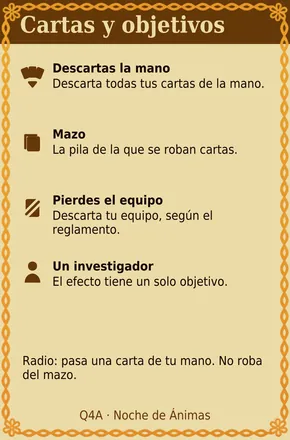 Cartas y objetivos
Descartas la mano
Descarta todas tus cartas de la mano.
Mazo
La pila de la que se roban cartas.
Pierdes el equipo
Descarta tu equipo, según el
reglamento.
Un investigador
El efecto tiene un solo objetivo.
Radio: pasa una carta de tu mano. No roba
del mazo.
Q4A · Noche de Ánimas